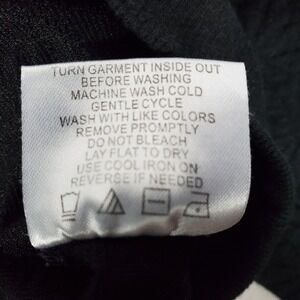 TURN GARMENT INSIDE OUT
BEFORE WASHING
MACHINE WASH COLD
GENTLE CYCLE
WASH WITH LIKE COLORS
REMOVE PROMPTLY
DO NOT BLEACH
LAY FLAT TO DRY
USE COOL IRON ON
REVERSE IF NEEDED